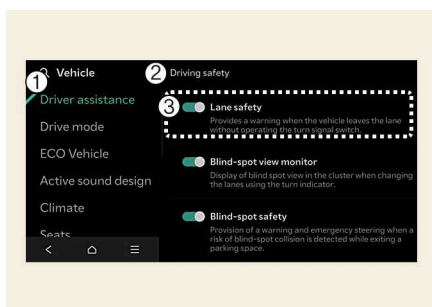 Vehicle
1
Driver assistance
Drive mode
ECO Vehicle
Active sound design
Climate
Seats
2 Driving safety
3 Lane safety
Provides a warning when the vehicle leaves the lane
without operating the turn signal switch.
Blind-spot view monitor
Display of blind spot view in the cluster when changing
the lanes using the turn indicator.
Blind-spot safety
Provision of a warning and emergency steering when a
risk of blind-spot collision is detected while exiting a
parking space.